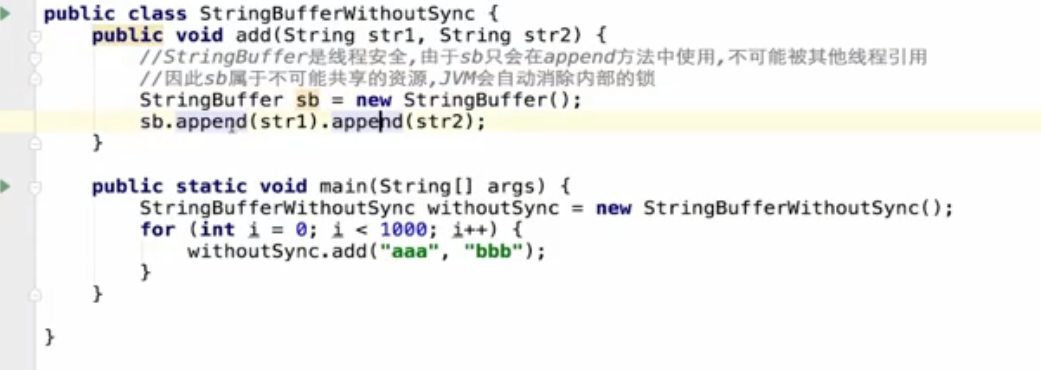 public class StringBufferWithoutSync {
public void add(String str1, String str2) {
//StringBuffer是线程安全,由于sb只会在append方法中使用,不可能被其他线程引用
//因此sb属于不可能共享的资源,JVM会自动消除内部的锁
StringBuffer sb = new StringBuffer();
sb.append(str1).append(str2);
}
public static void main(String[] args) {
StringBufferWithoutSync withoutSync = new StringBufferWithoutSync();
for (int i = 0; i < 1000; i++) {
withoutSync.add("aaa", "bbb");
}
}
}